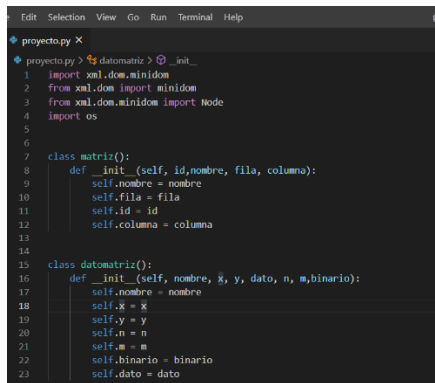 Edit Selection View Go Run Terminal Help
proyecto.py ×
proyecto.py > datomatriz > __init__
1 import xml.dom.minidom
2 from xml.dom import minidom
3 from xml.dom.minidom import Node
4 import os
5
6
7 class matriz():
8 def __init__(self, id,nombre, fila, columna):
9 self.nombre = nombre
10 self.fila = fila
11 self.id = id
12 self.columna = columna
13
14
15 class datomatriz():
16 def __init__(self, nombre, x, y, dato, n, m,binario):
17 self.nombre = nombre
18 self.x = x
19 self.y = y
20 self.n = n
21 self.m = m
22 self.binario = binario
23 self.dato = dato